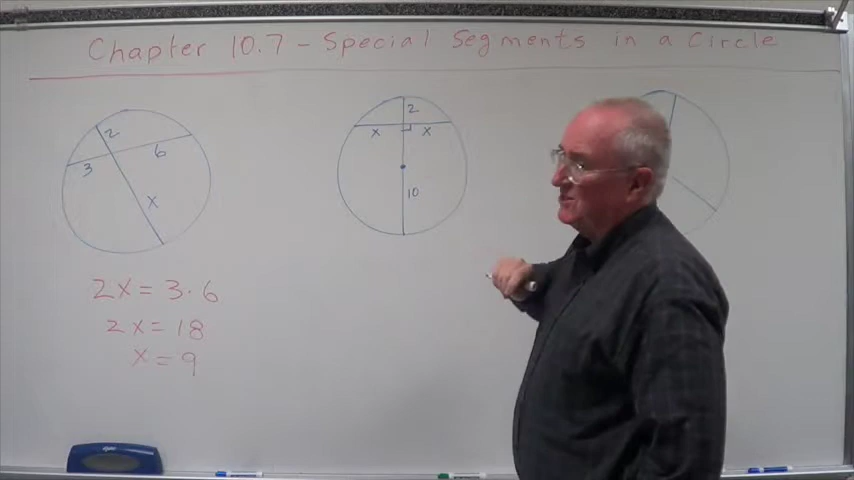 Chapter 10.7 - Special Segments in a Circle
2
3
6
x
2x = 3 · 6
2x = 18
x = 9
2
x x
10